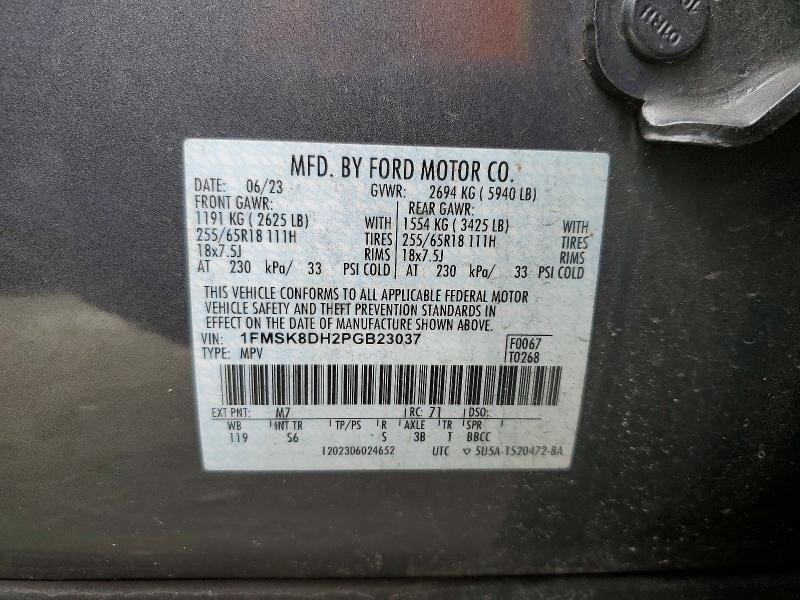 01RH
MFD. BY FORD MOTOR CO.
DATE: 06/23 GVWR: 2694 KG ( 5940 LB)
FRONT GAWR: REAR GAWR:
1191 KG ( 2625 LB) WITH 1554 KG ( 3425 LB) WITH
255/65R18 111H TIRES 255/65R18 111H TIRES
18x7.5J RIMS 18x7.5J RIMS
AT 230 kPa/ 33 PSI COLD AT 230 kPa/ 33 PSI COLD
THIS VEHICLE CONFORMS TO ALL APPLICABLE FEDERAL MOTOR
VEHICLE SAFETY AND THEFT PREVENTION STANDARDS IN
EFFECT ON THE DATE OF MANUFACTURE SHOWN ABOVE.
VIN: 1FMSK8DH2PGB23037 F0067
TYPE: MPV T0268
EXT PNT: M7 RC: 71 DSO:
WB INT TR TP/PS R AXLE TR SPR
119 S6 S 3B T BBCC
1202306024652 UTC ▽ 5U5A-1520472-BA